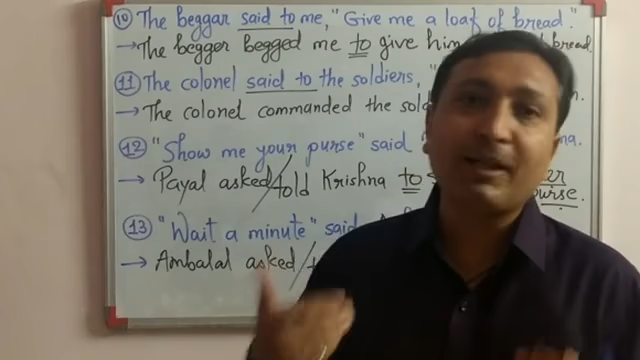 ⑩ The beggar said to me, "Give me a loaf of bread."
→ The begger begged me to give him bread
⑪ The colonel said to the soldiers, "
→ The colonel commanded the
⑫ "Show me your purse" said
→ Payal asked/told Krishna to
purse.
⑬ "Wait a minute" said
→ Ambalal asked/